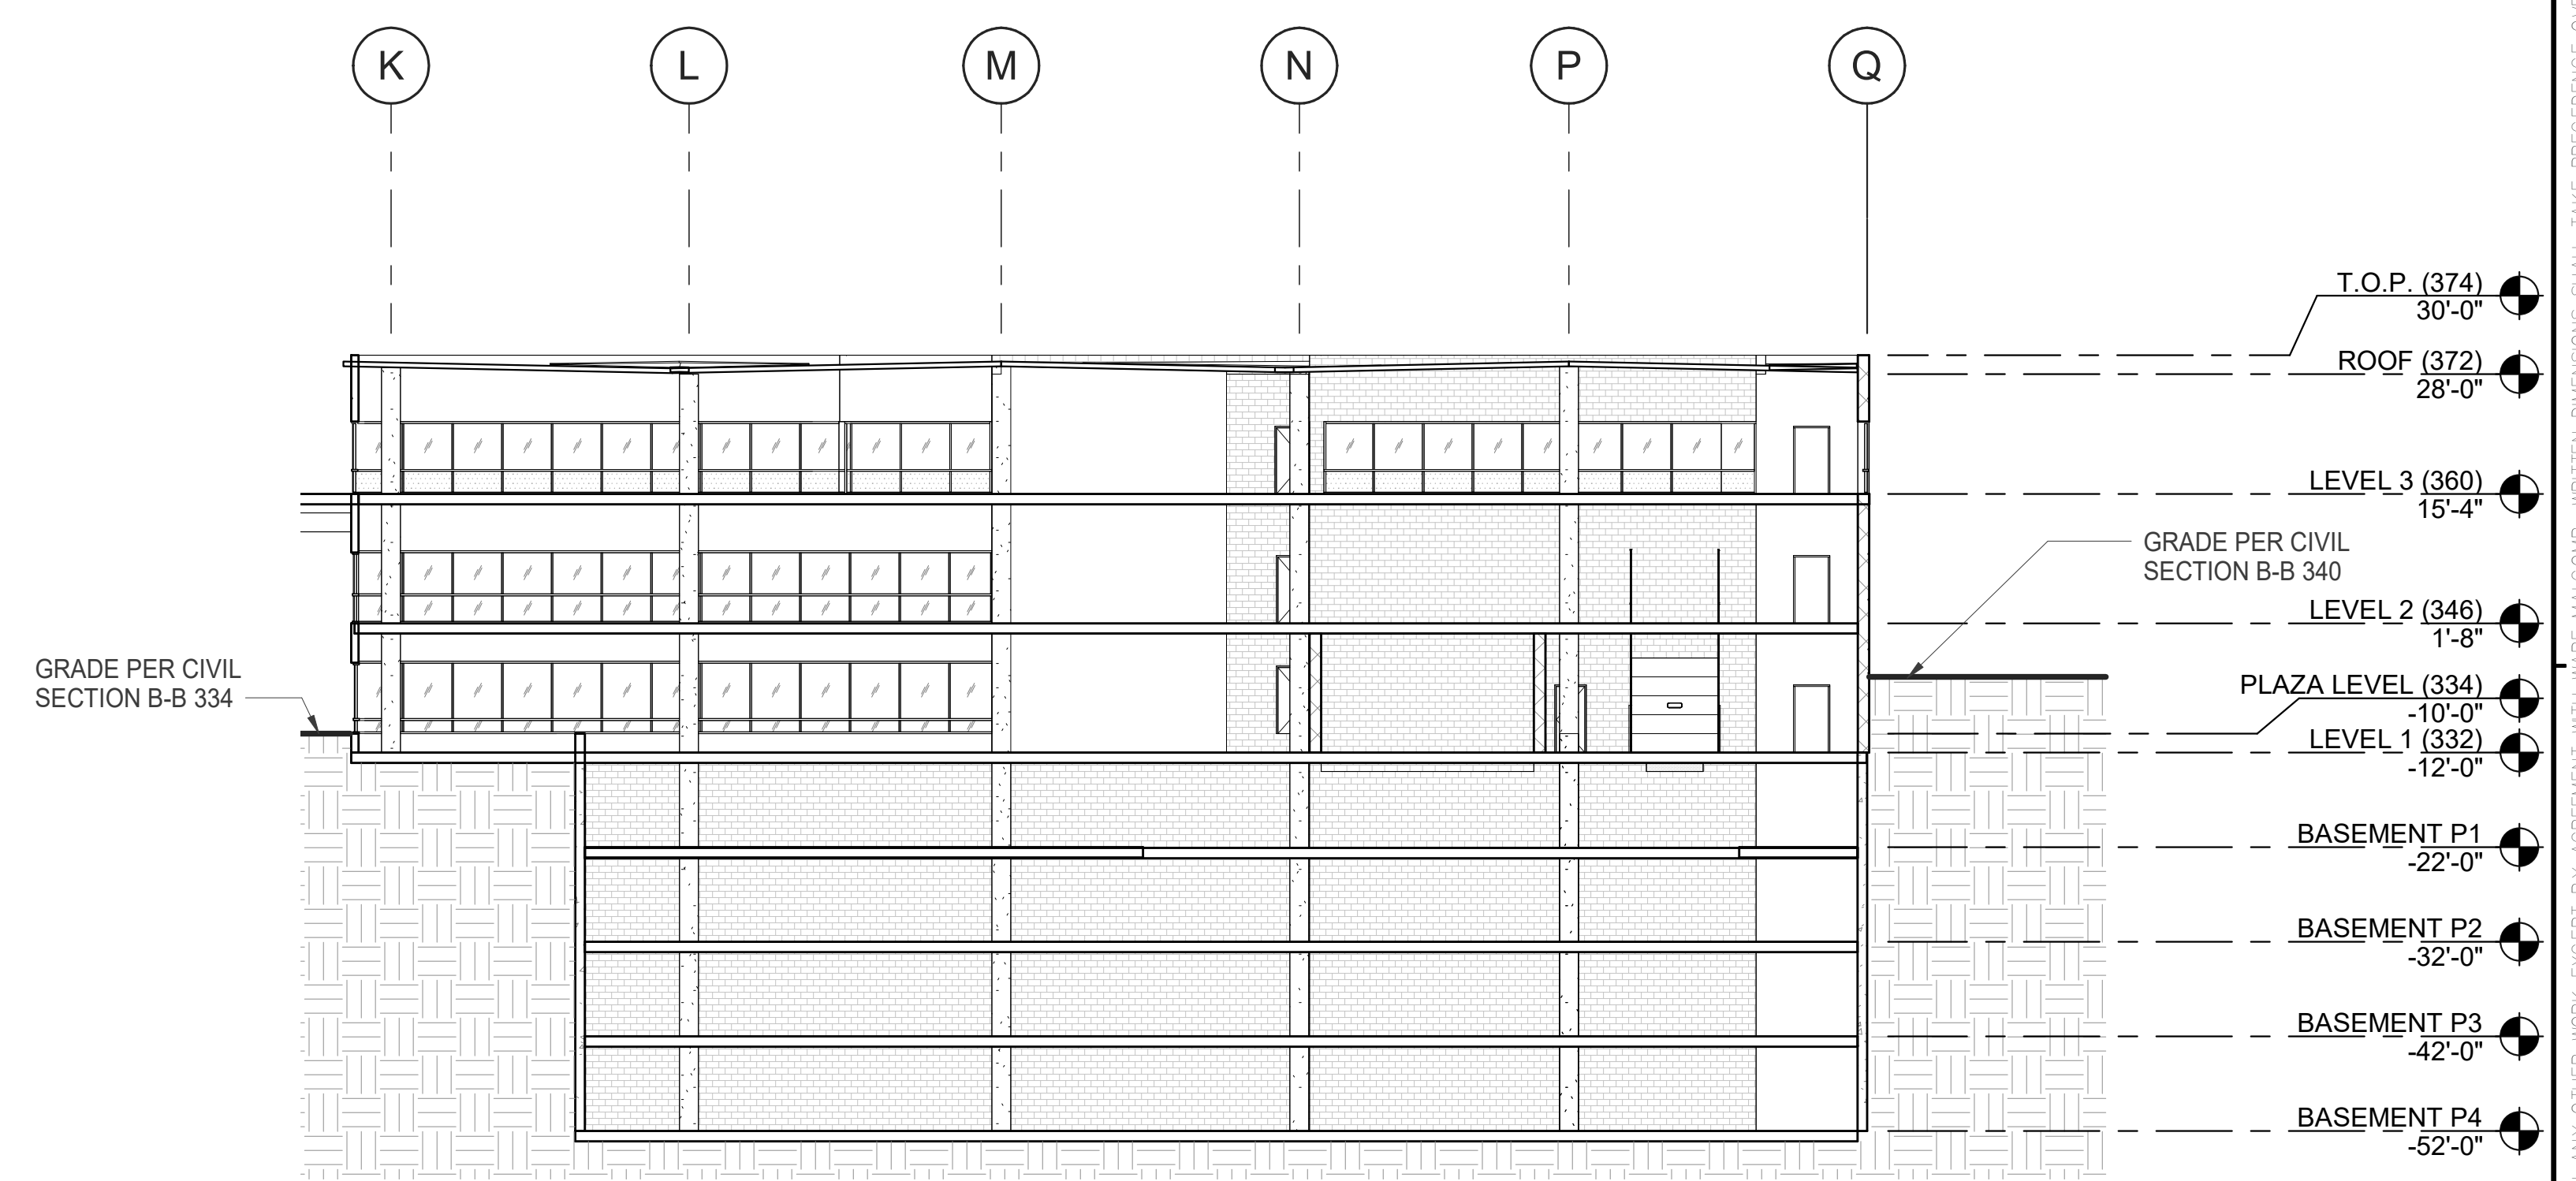 K
L
M
N
P
Q
T.O.P. (374)
30'-0"
ROOF (372)
28'-0"
LEVEL 3 (360)
15'-4"
GRADE PER CIVIL
SECTION B-B 340
LEVEL 2 (346)
1'-8"
GRADE PER CIVIL
SECTION B-B 334
PLAZA LEVEL (334)
-10'-0"
LEVEL 1 (332)
-12'-0"
BASEMENT P1
-22'-0"
BASEMENT P2
-32'-0"
BASEMENT P3
-42'-0"
BASEMENT P4
-52'-0"